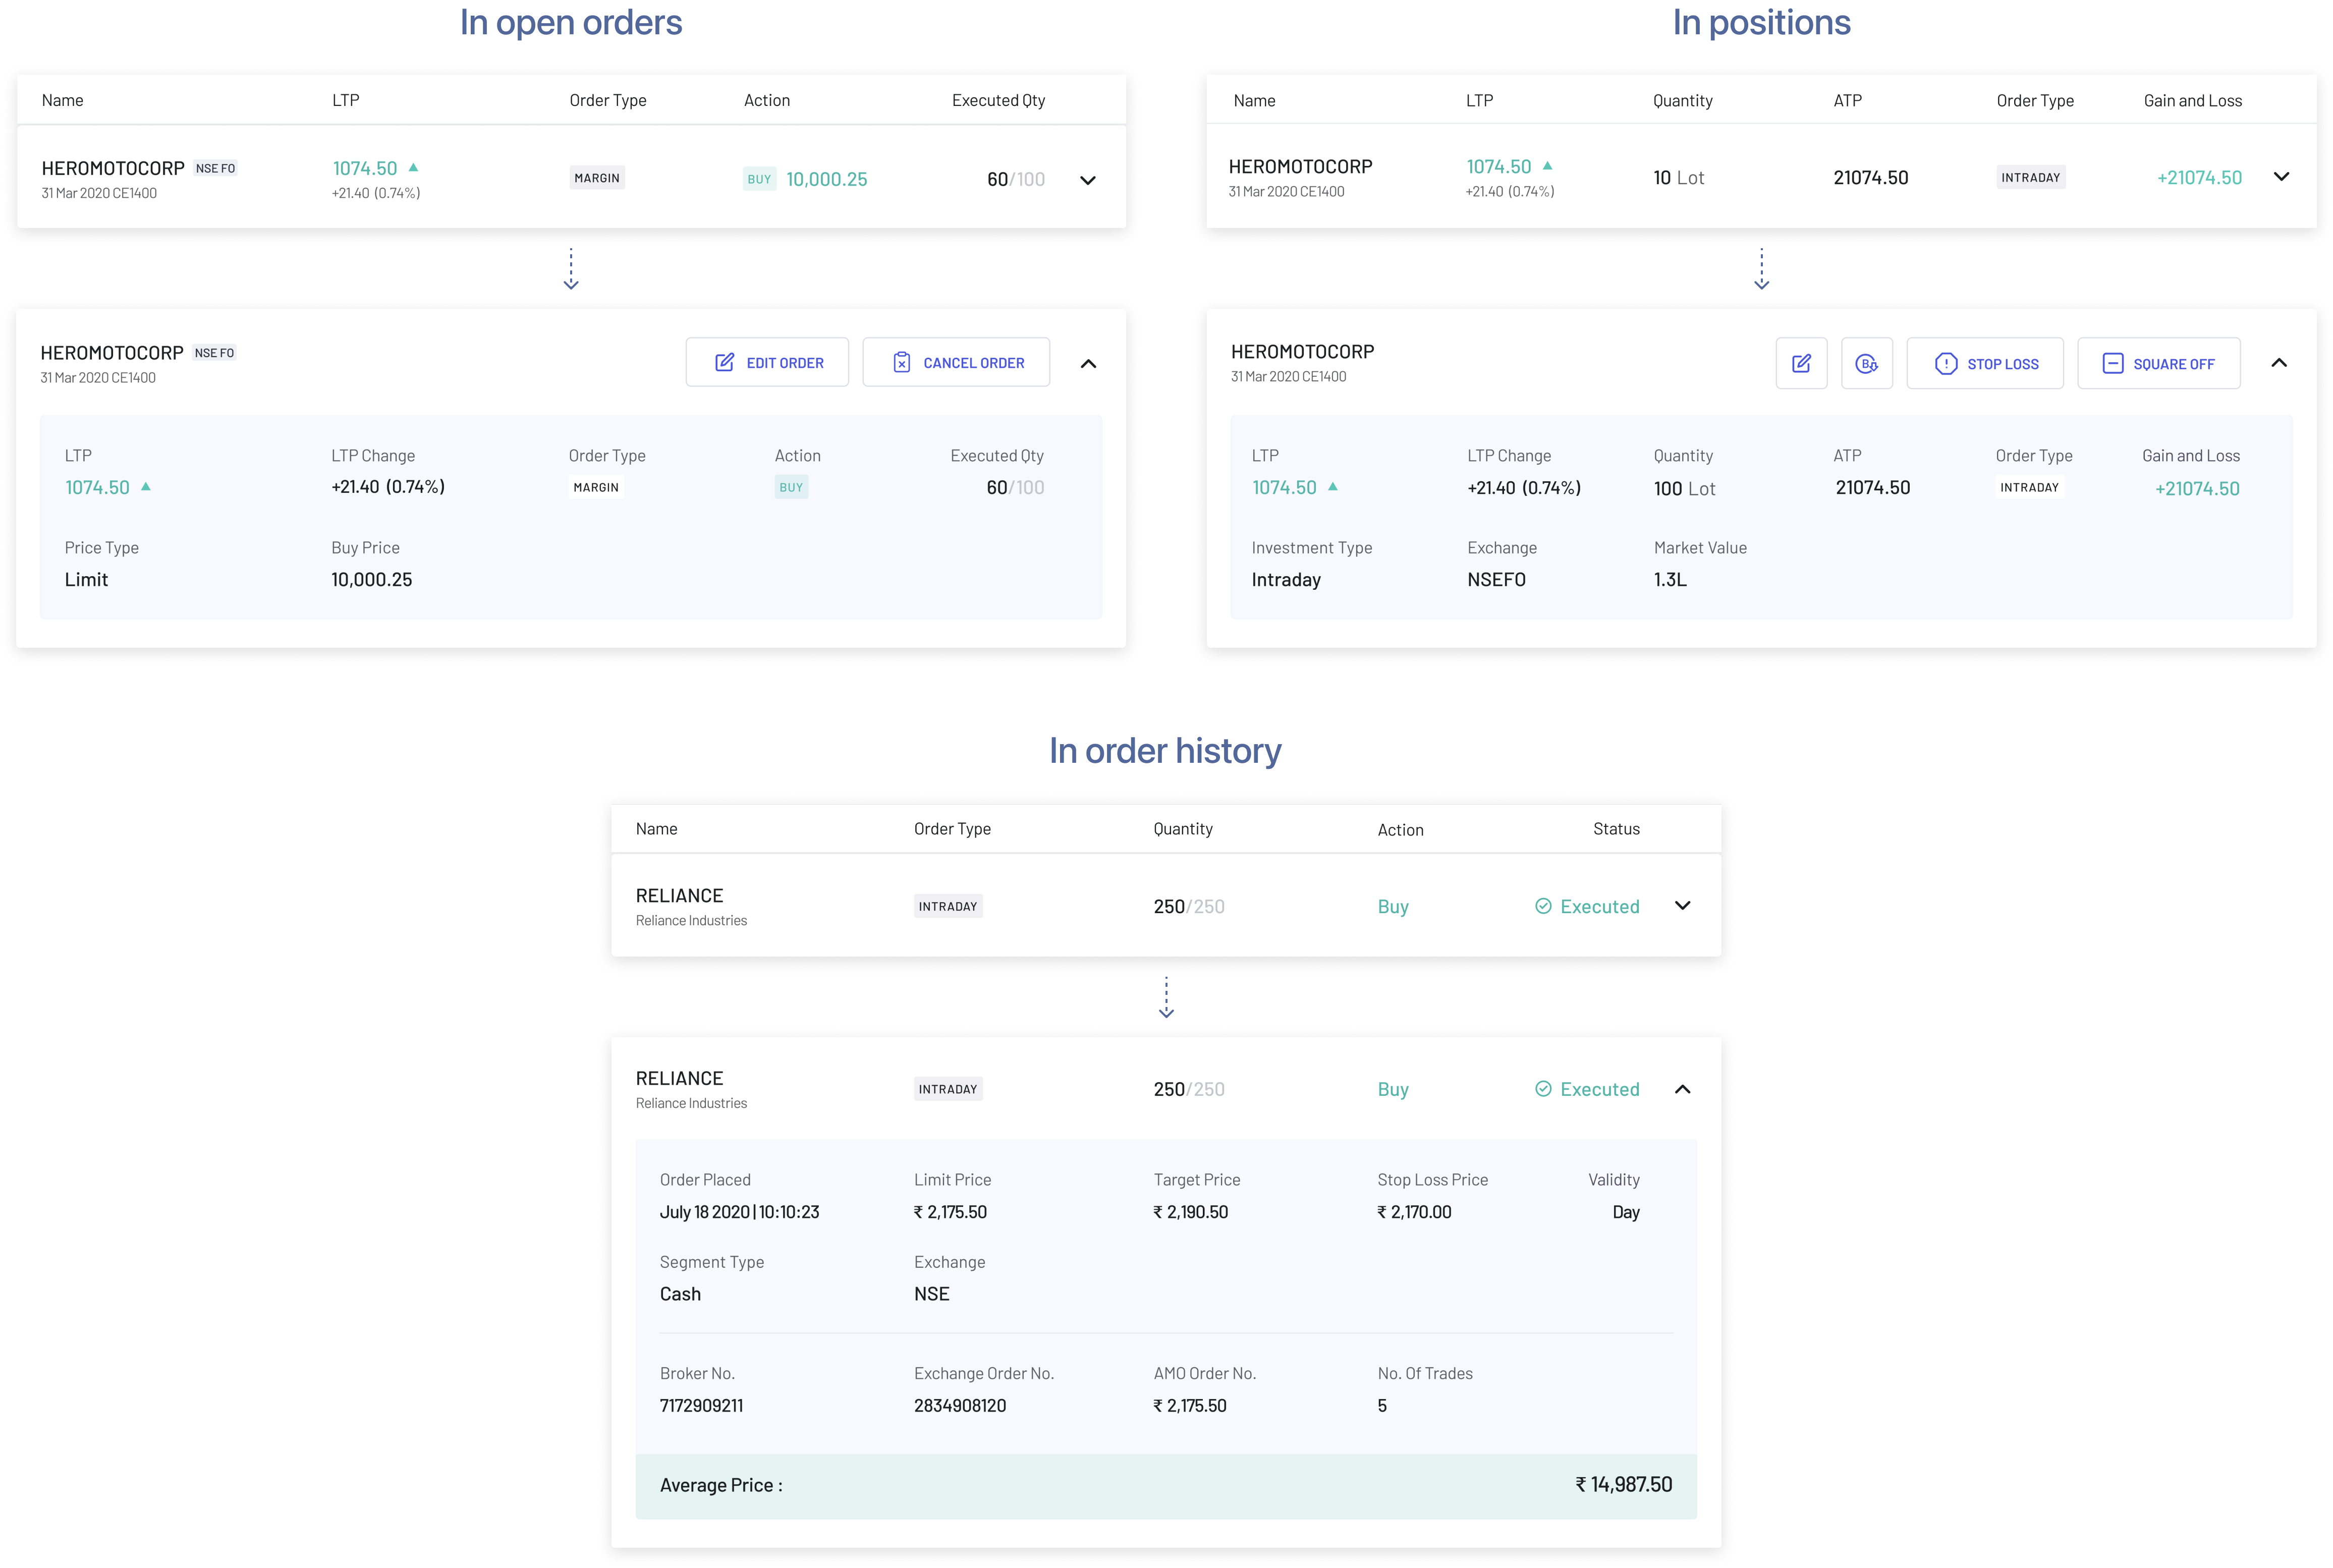 In open orders
Name LTP Order Type Action Executed Qty
HEROMOTOCORP NSE FO 1074.50 ▲ MARGIN BUY 10,000.25 60/100
31 Mar 2020 CE1400 +21.40 (0.74%)
HEROMOTOCORP NSE FO EDIT ORDER CANCEL ORDER
31 Mar 2020 CE1400
LTP LTP Change Order Type Action Executed Qty
1074.50 ▲ +21.40 (0.74%) MARGIN BUY 60/100
Price Type Buy Price
Limit 10,000.25
In positions
Name LTP Quantity ATP Order Type Gain and Loss
HEROMOTOCORP 1074.50 ▲ 10 Lot 21074.50 INTRADAY +21074.50
31 Mar 2020 CE1400 +21.40 (0.74%)
HEROMOTOCORP B STOP LOSS SQUARE OFF
31 Mar 2020 CE1400
LTP LTP Change Quantity ATP Order Type Gain and Loss
1074.50 ▲ +21.40 (0.74%) 100 Lot 21074.50 INTRADAY +21074.50
Investment Type Exchange Market Value
Intraday NSEFO 1.3L
In order history
Name Order Type Quantity Action Status
RELIANCE INTRADAY 250/250 Buy Executed
Reliance Industries
RELIANCE INTRADAY 250/250 Buy Executed
Reliance Industries
Order Placed Limit Price Target Price Stop Loss Price Validity
July 18 2020 | 10:10:23 ₹ 2,175.50 ₹ 2,190.50 ₹ 2,170.00 Day
Segment Type Exchange
Cash NSE
Broker No. Exchange Order No. AMO Order No. No. Of Trades
7172909211 2834908120 ₹ 2,175.50 5
Average Price : ₹ 14,987.50